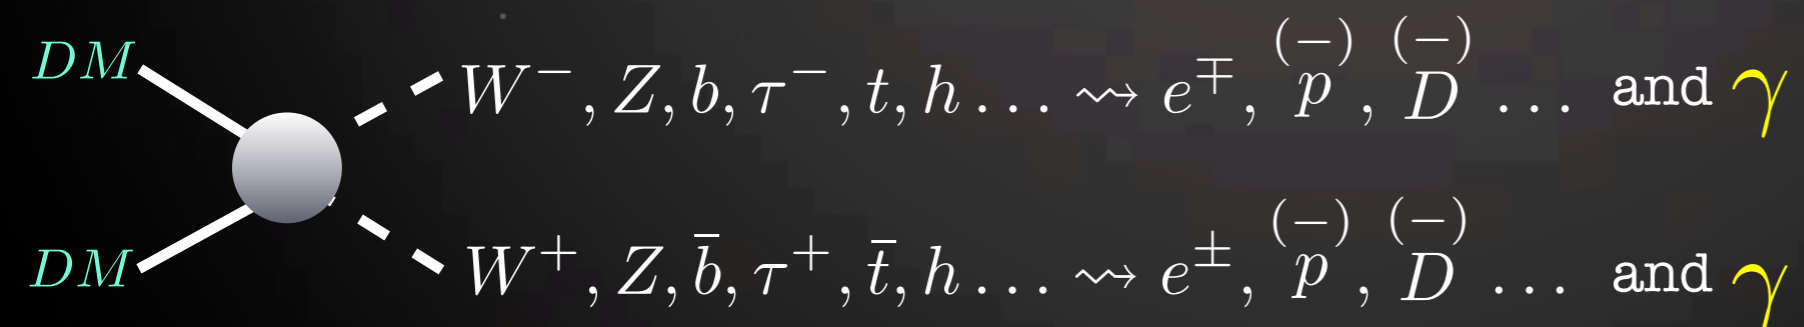 DM W⁻, Z, b, τ⁻, t, h ... ⇝ e^∓, (−)p, (−)D ... and γ
DM W⁺, Z, b̄, τ⁺, t̄, h ... ⇝ e^±, (−)p, (−)D ... and γ